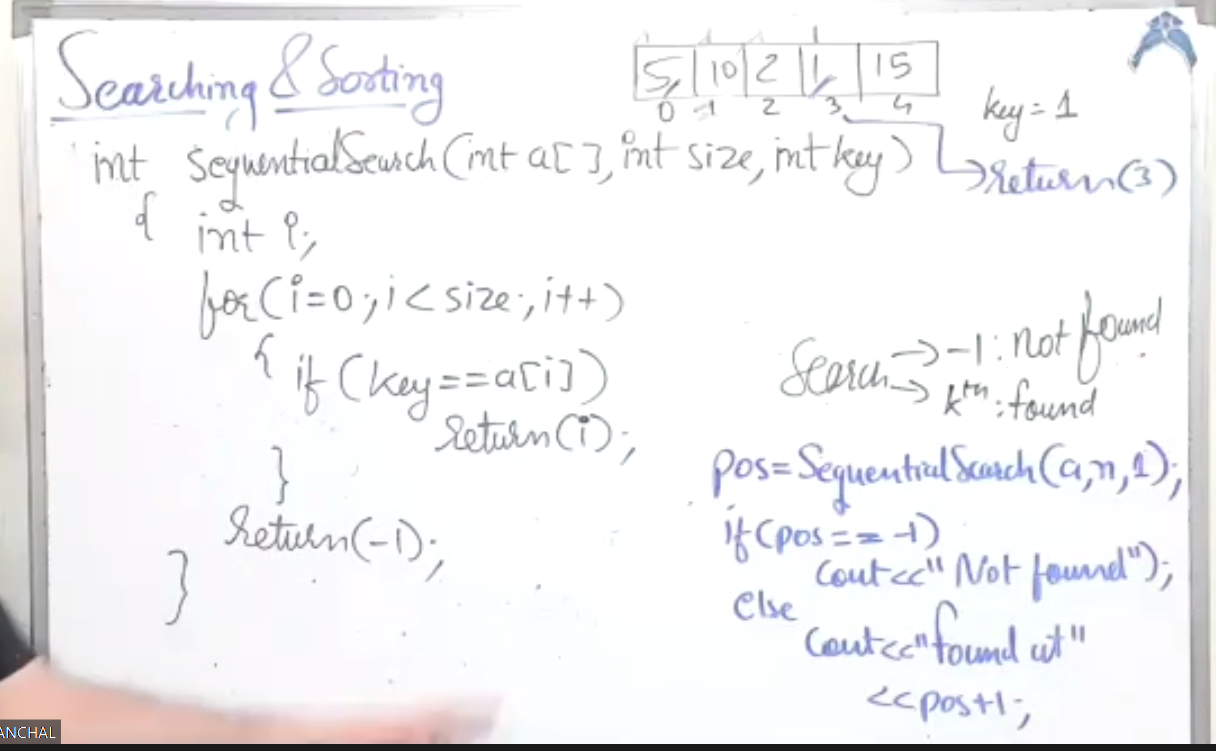 Searching & Sorting
5 10 2 1 15
0 1 2 3 4
key = 1
return(3)
int SequentialSearch(int a[], int size, int key)
{ int i;
for(i=0; i<size; i++)
{ if (key==a[i])
return(i);
}
return(-1);
}
Search → -1 : not found
→ kth : found
pos=SequentialSearch(a,n,1);
if(pos==-1)
cout<<"Not found");
else
cout<<"found at"
<<pos+1;
ANCHAL